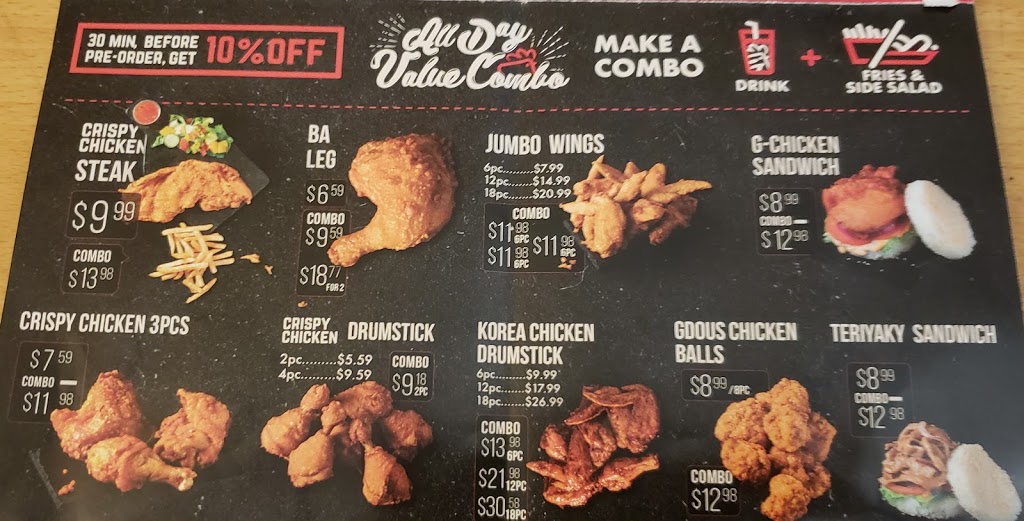 30 MIN. BEFORE
PRE-ORDER, GET 10%OFF
All Day
Value Combo
MAKE A
COMBO
DRINK
+
FRIES &
SIDE SALAD
CRISPY
CHICKEN
STEAK
$9.99
COMBO
$13.98
BA
LEG
$6.59
COMBO
$9.59
$18.77
FOR 2
JUMBO WINGS
6pc.........$7.99
12pc.......$14.99
18pc.......$20.99
COMBO
$11.98
6PC
$11.98
6PC
$11.98
6PC
G-CHICKEN
SANDWICH
$8.99
COMBO
$12.98
CRISPY CHICKEN 3PCS
$7.59
COMBO
$11.98
CRISPY
CHICKEN DRUMSTICK
2pc.........$5.59
4pc.........$9.59
COMBO
$9.18
2PC
KOREA CHICKEN
DRUMSTICK
6pc.........$9.99
12pc.......$17.99
18pc.......$26.99
COMBO
$13.98
6PC
$21.98
12PC
$30.58
18PC
GDOUS CHICKEN
BALLS
$8.99/8PC
COMBO
$12.98
TERIYAKY SANDWICH
$8.99
COMBO
$12.98